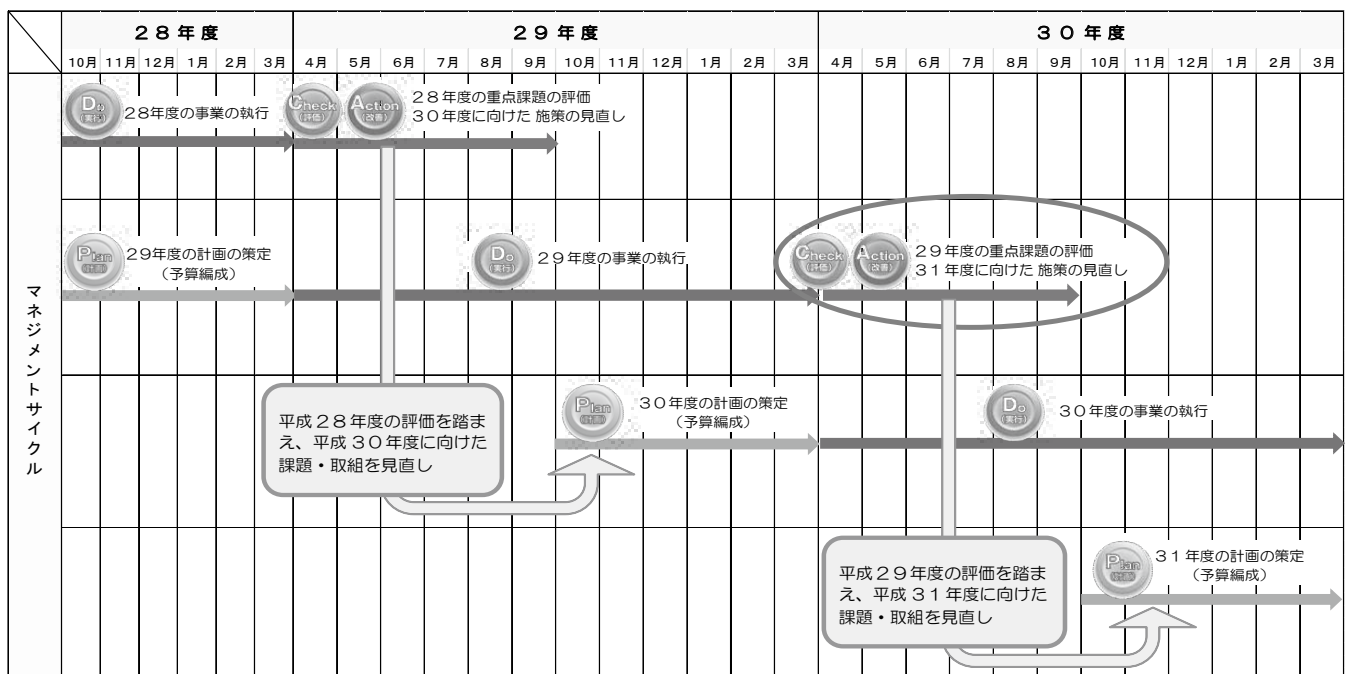 ２８年度
２９年度
３０年度
10月 11月 12月 1月 2月 3月 4月 5月 6月 7月 8月 9月 10月 11月 12月 1月 2月 3月 4月 5月 6月 7月 8月 9月 10月 11月 12月 1月 2月 3月
マネジメントサイクル
Do
(実行)
28年度の事業の執行
Check
(評価)
Action
(改善)
２８年度の重点課題の評価
３０年度に向けた 施策の見直し
Plan
(計画)
29年度の計画の策定
（予算編成）
Do
(実行)
２９年度の事業の執行
Check
(評価)
Action
(改善)
２９年度の重点課題の評価
３１年度に向けた 施策の見直し
平成２８年度の評価を踏ま
え、平成 ３０年度に向けた
課題・取組を見直し
Plan
(計画)
３０年度の計画の策定
（予算編成）
Do
(実行)
３０年度の事業の執行
平成２９年度の評価を踏ま
え、平成 ３１年度に向けた
課題・取組を見直し
Plan
(計画)
３１年度の計画の策定
（予算編成）